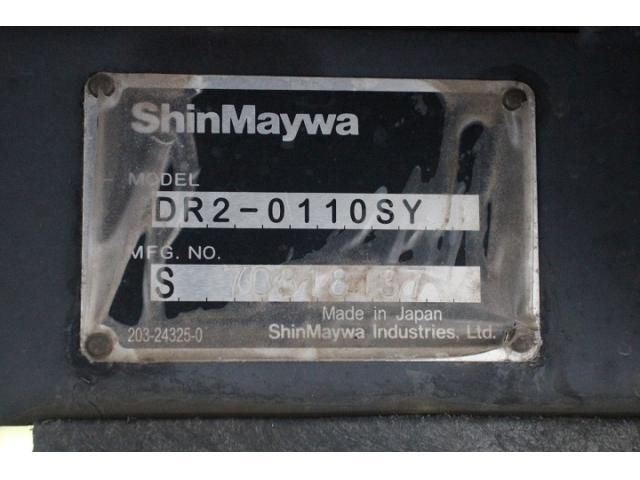 ShinMaywa
MODEL
DR2-0110SY
MFG. NO.
S
Made in Japan
203-24325-0 ShinMaywa Industries, Ltd.